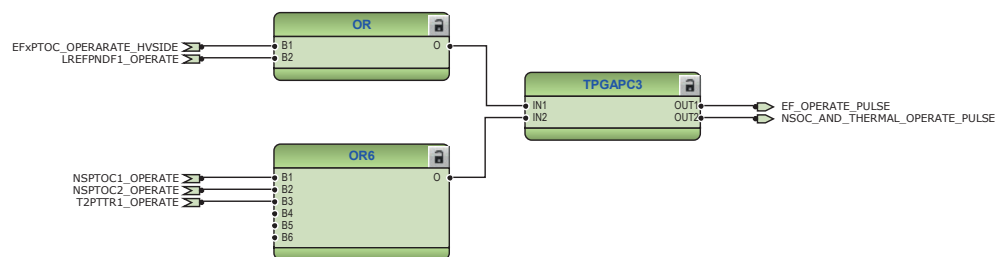 OR
EFxPTOC_OPERARATE_HVSIDE B1 O
LREFPNDF1_OPERATE B2
TPGAPC3
IN1 OUT1 EF_OPERATE_PULSE
IN2 OUT2 NSOC_AND_THERMAL_OPERATE_PULSE
OR6
NSPTOC1_OPERATE B1 O
NSPTOC2_OPERATE B2
T2PTTR1_OPERATE B3
B4
B5
B6